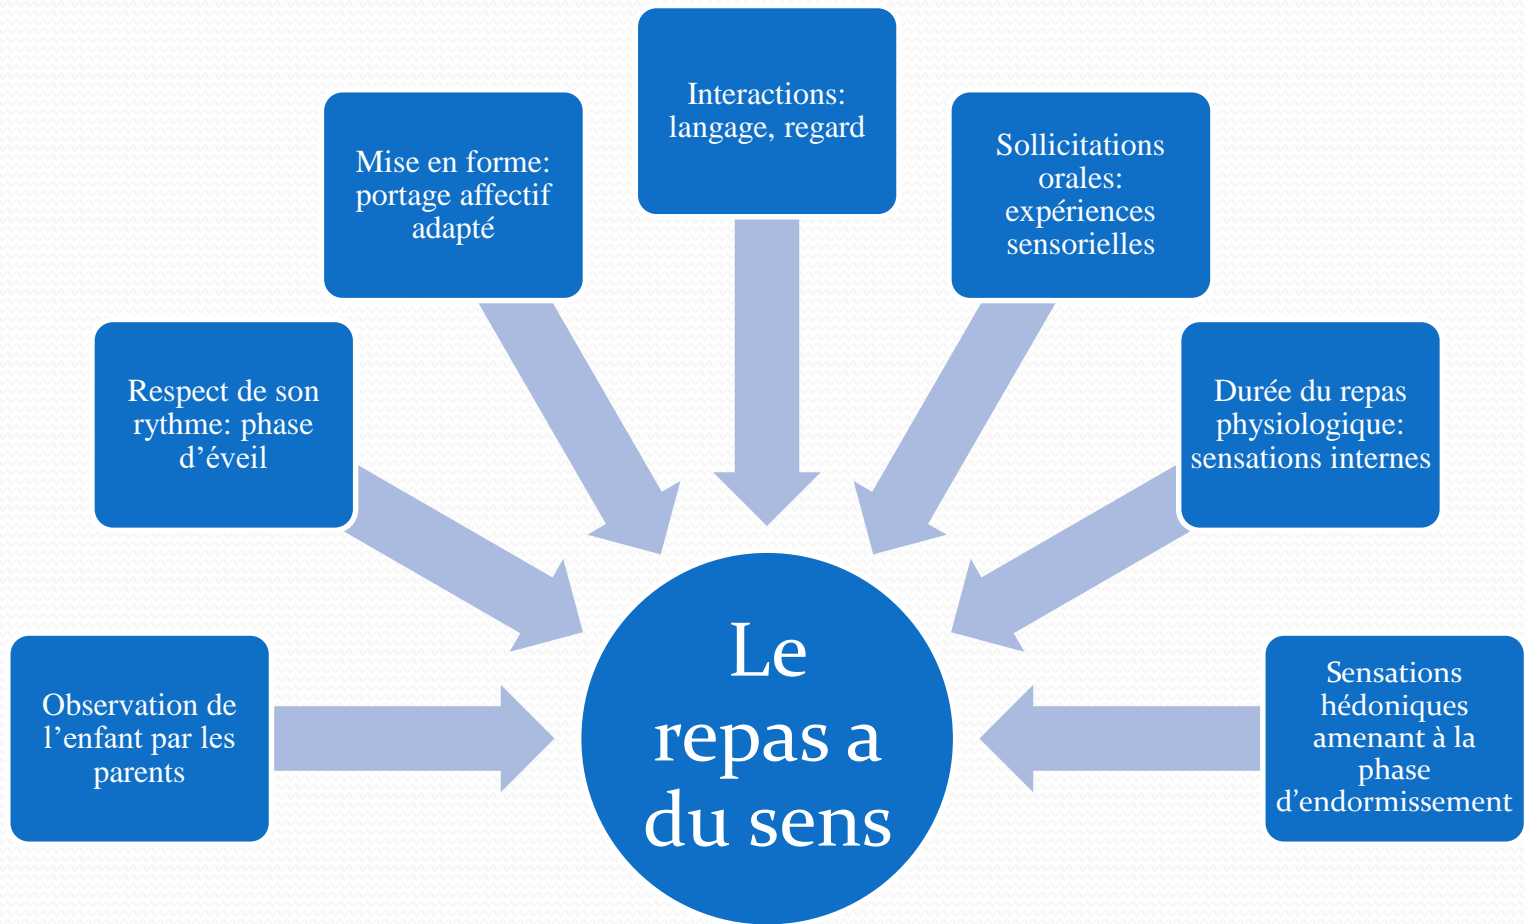 Interactions:
langage, regard
Mise en forme:
portage affectif
adapté
Sollicitations
orales:
expériences
sensorielles
Respect de son
rythme: phase
d’éveil
Durée du repas
physiologique:
sensations internes
Observation de
l’enfant par les
parents
Le
repas a
du sens
Sensations
hédoniques
amenant à la
phase
d’endormissement